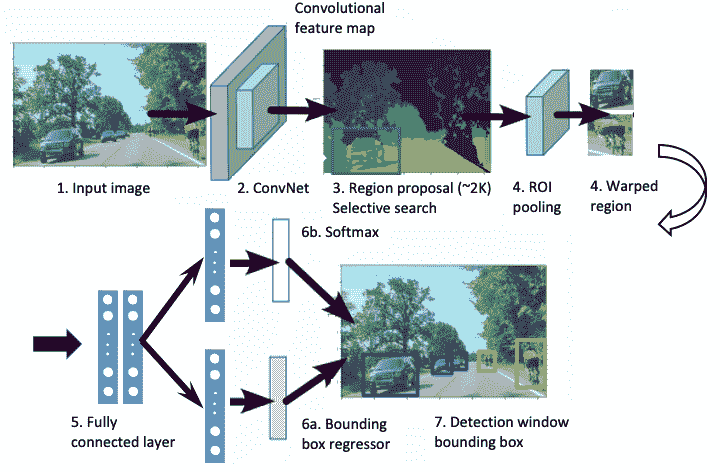 Convolutional
feature map
1. Input image
2. ConvNet
3. Region proposal (~2K)
Selective search
4. ROI
pooling
4. Warped
region
6b. Softmax
5. Fully
connected layer
6a. Bounding
box regressor
7. Detection window
bounding box